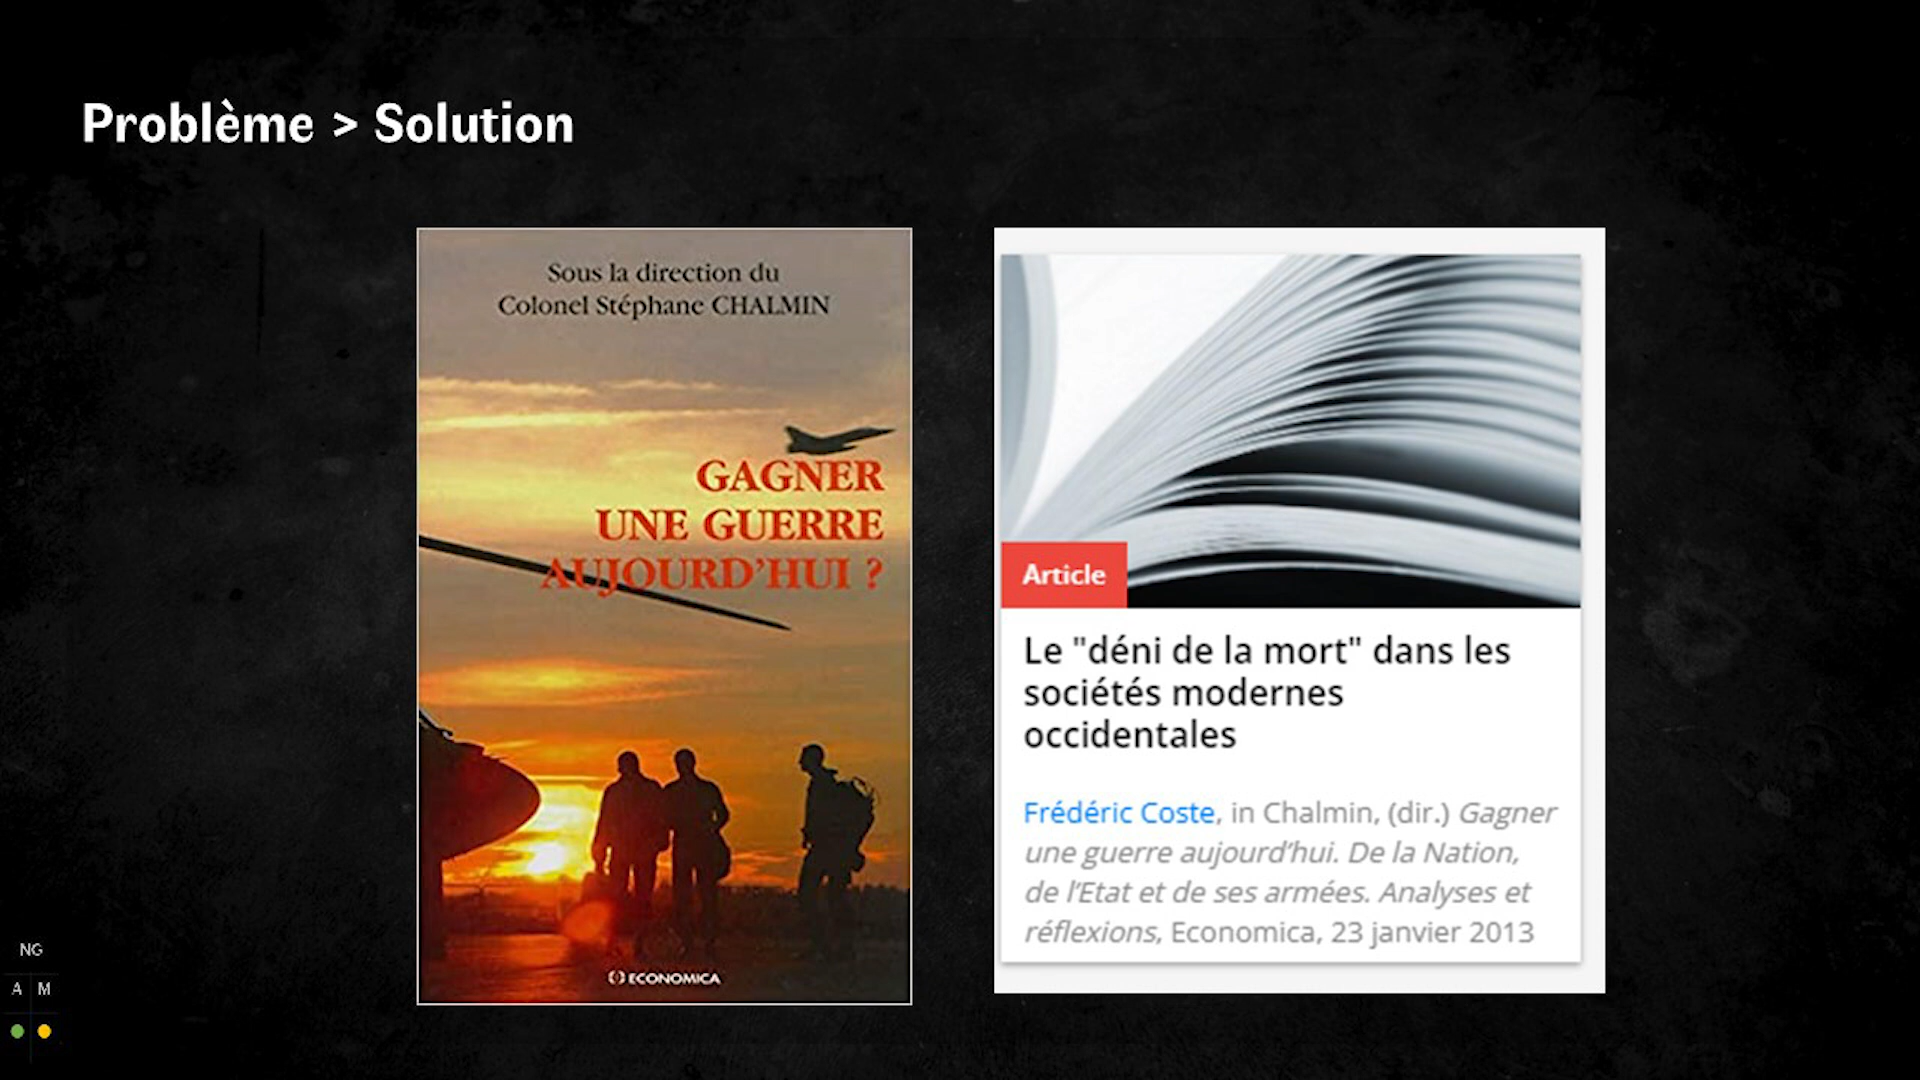 Problème > Solution
Sous la direction du
Colonel Stéphane CHALMIN
GAGNER
UNE GUERRE
AUJOURD'HUI ?
ECONOMICA
Article
Le "déni de la mort" dans les
sociétés modernes
occidentales
Frédéric Coste, in Chalmin, (dir.) Gagner
une guerre aujourd'hui. De la Nation,
de l'Etat et de ses armées. Analyses et
réflexions, Economica, 23 janvier 2013
NG
A M